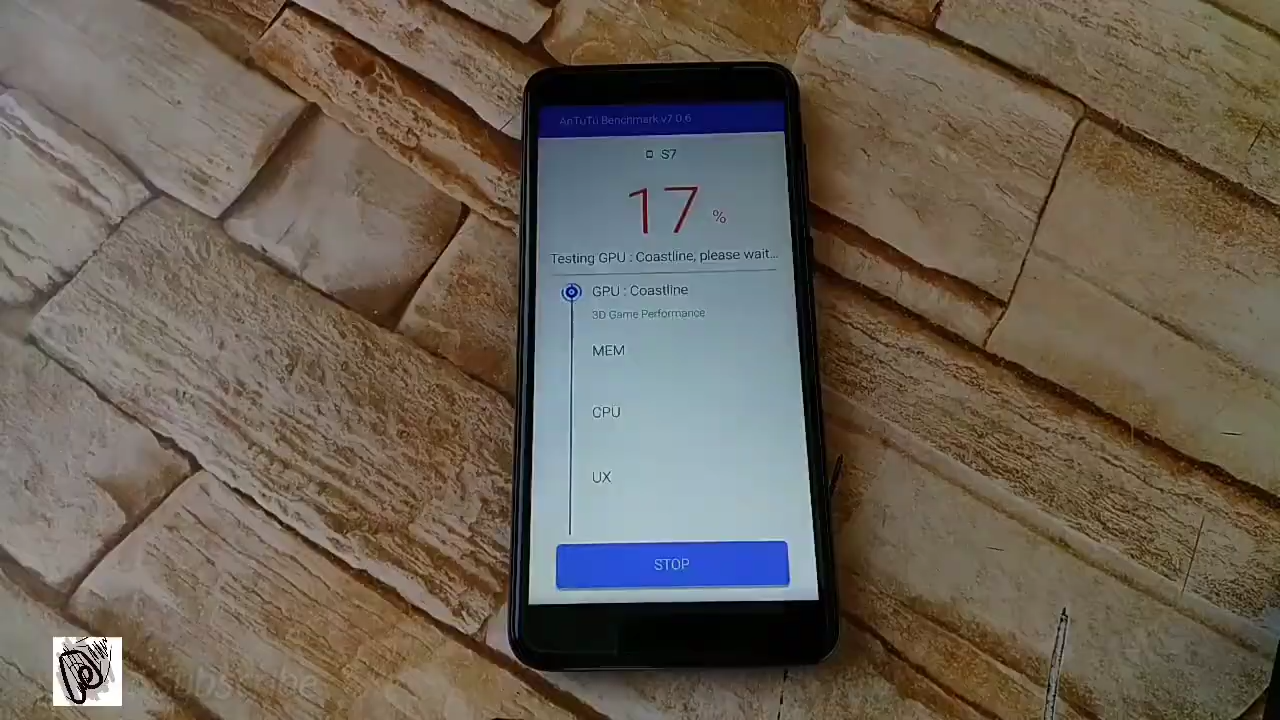 AnTuTu Benchmark v7.0.6
S7
17 %
Testing GPU : Coastline, please wait...
GPU : Coastline
3D Game Performance
MEM
CPU
UX
STOP
Subscribe